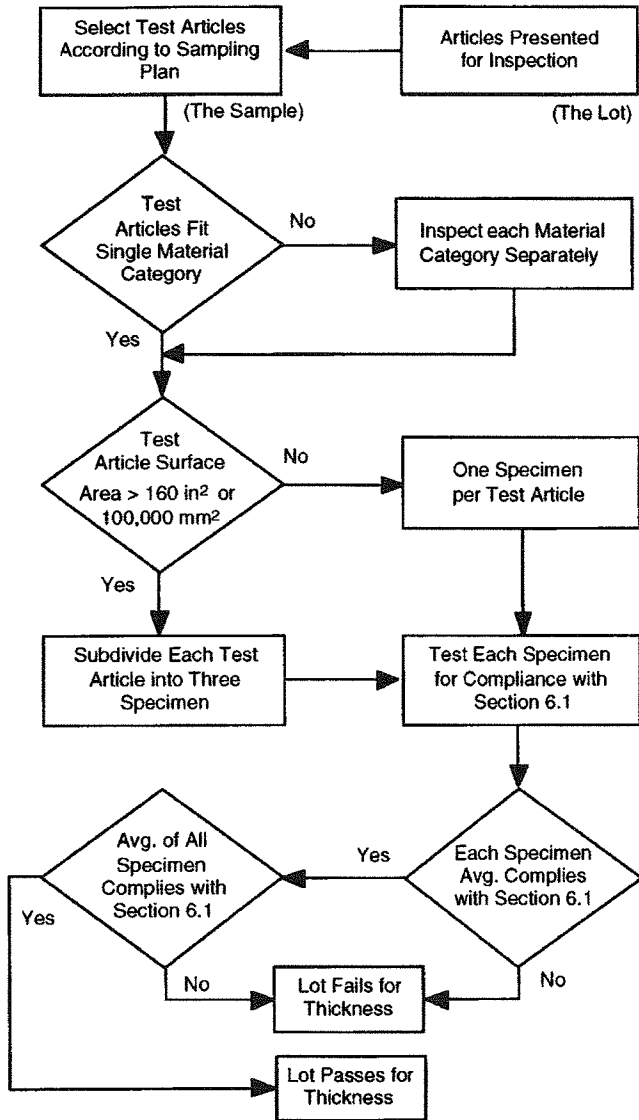 Select Test Articles
According to Sampling
Plan
Articles Presented
for Inspection
(The Sample)
(The Lot)
Test
Articles Fit
Single Material
Category
No
Inspect each Material
Category Separately
Yes
Test
Article Surface
Area > 160 in² or
100,000 mm²
No
One Specimen
per Test Article
Yes
Subdivide Each Test
Article into Three
Specimen
Test Each Specimen
for Compliance with
Section 6.1
Avg. of All
Specimen
Complies with
Section 6.1
Yes
Each Specimen
Avg. Complies
with Section 6.1
Yes
No
Lot Fails for
Thickness
No
Lot Passes for
Thickness